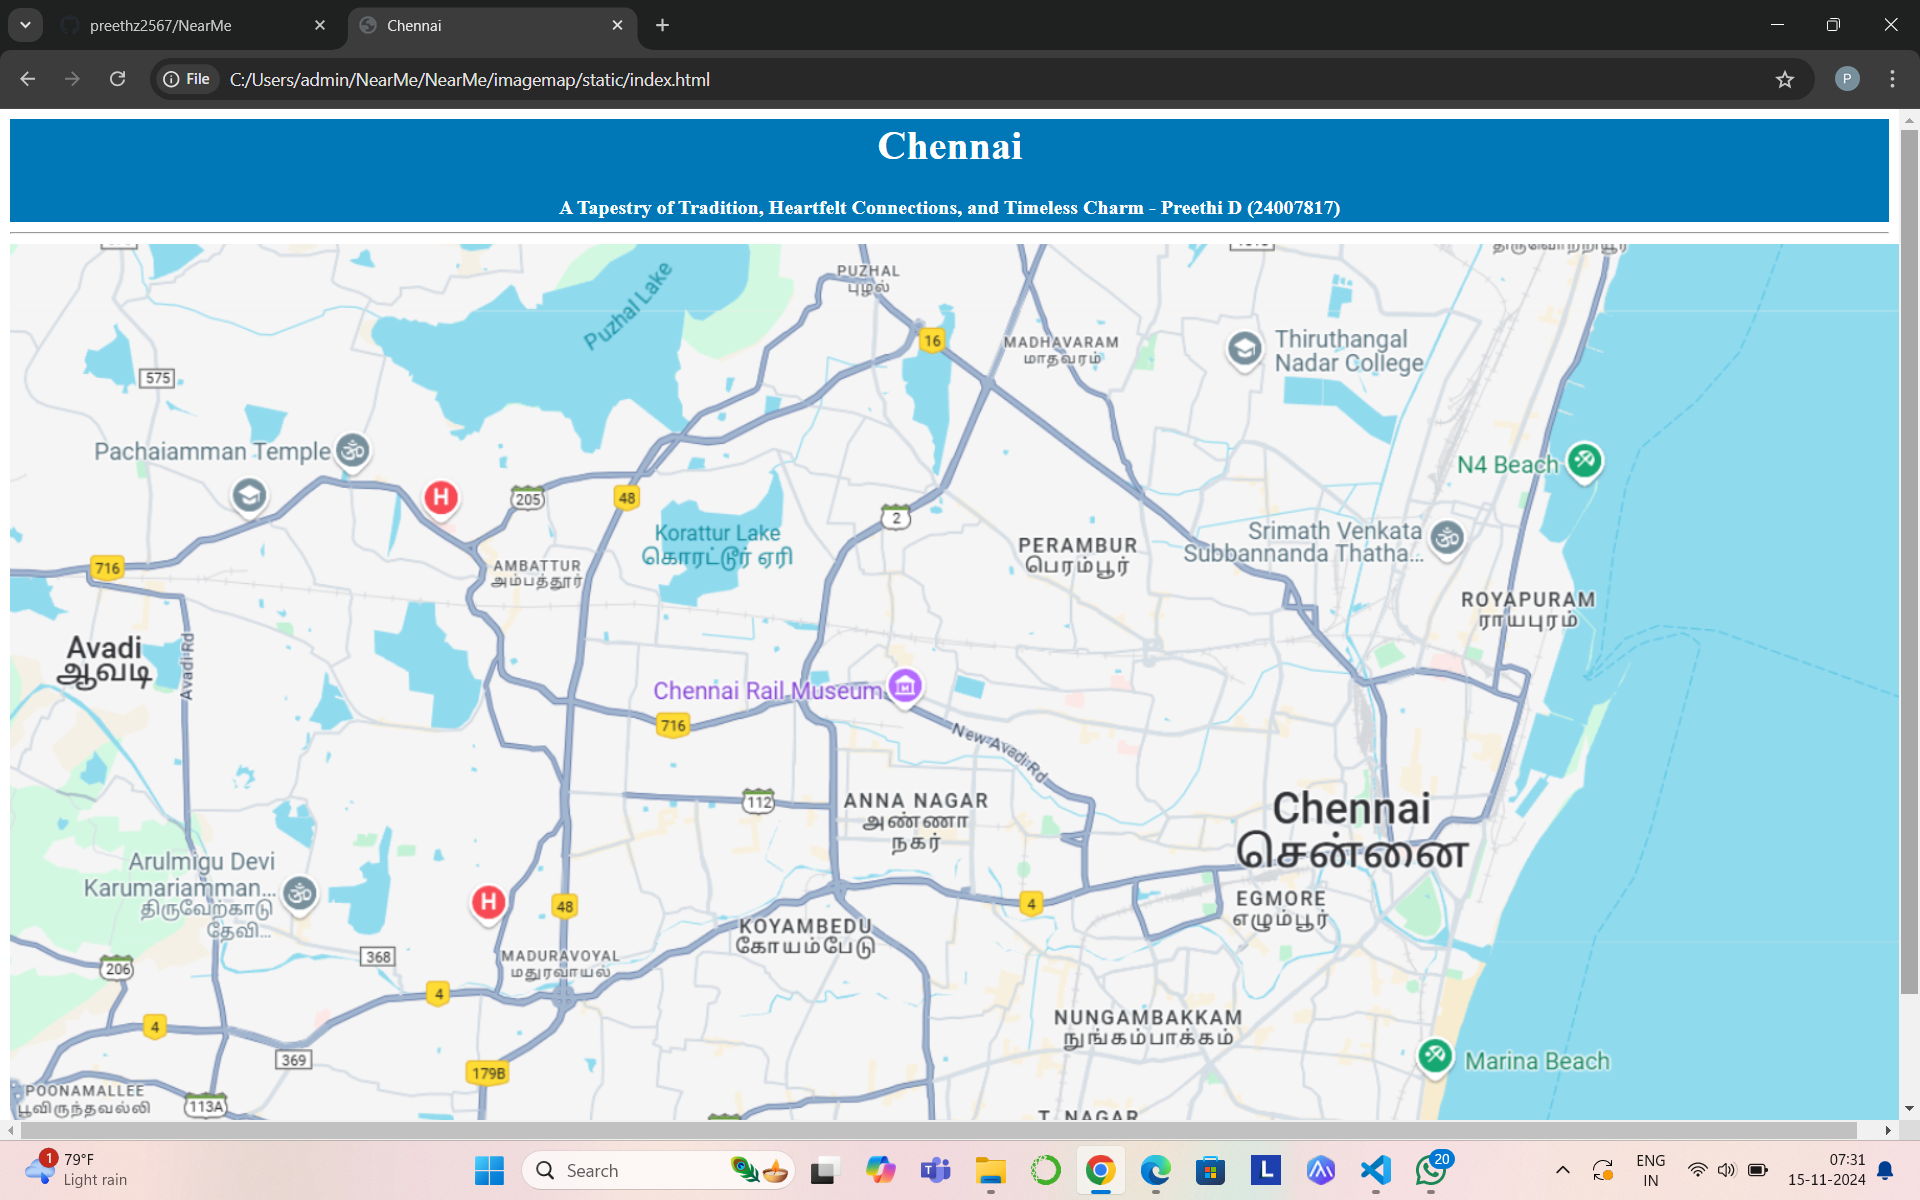 preethz2567/NearMe
Chennai
File
C:/Users/admin/NearMe/NearMe/imagemap/static/index.html
P
Chennai
A Tapestry of Tradition, Heartfelt Connections, and Timeless Charm - Preethi D (24007817)
திருவொற்றியூர்
PUZHAL
புழல்
Puzhal Lake
16
MADHAVARAM
மாதவரம்
Thiruthangal
Nadar College
575
Pachaiamman Temple
N4 Beach
H
205
48
2
Korattur Lake
கொரட்டூர் ஏரி
Srimath Venkata
Subbannanda Thatha...
PERAMBUR
பெரம்பூர்
716
AMBATTUR
அம்பத்தூர்
ROYAPURAM
ராயபுரம்
Avadi
ஆவடி
Avadi Rd
Chennai Rail Museum
716
New Avadi Rd
112
ANNA NAGAR
அண்ணா
நகர்
Chennai
சென்னை
Arulmigu Devi
Karumariamman...
திருவேற்காடு
தேவி...
H
48
4
EGMORE
எழும்பூர்
KOYAMBEDU
கோயம்பேடு
368
MADURAVOYAL
மதுரவாயல்
206
4
4
NUNGAMBAKKAM
நுங்கம்பாக்கம்
369
179B
Marina Beach
POONAMALLEE
பூவிருந்தவல்லி
113A
T. NAGAR
1
79°F
Light rain
Search
L
20
ENG
IN
07:31
15-11-2024